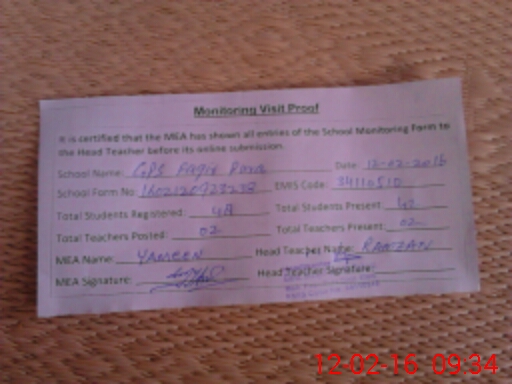 Monitoring Visit Proof
It is certified that the MEA has shown all entries of the School Monitoring Form to
the Head Teacher before its online submission.
School Name: GPS Date: 12-02-2016
School Form No: EMIS Code: 34110510
Total Students Registered: 48 Total Students Present: 42
Total Teachers Posted: 02 Total Teachers Present: 02
MEA Name: YAMEEN Head Teacher Name: RAMZAN
MEA Signature: Head Teacher Signature:
12-02-16 09:34